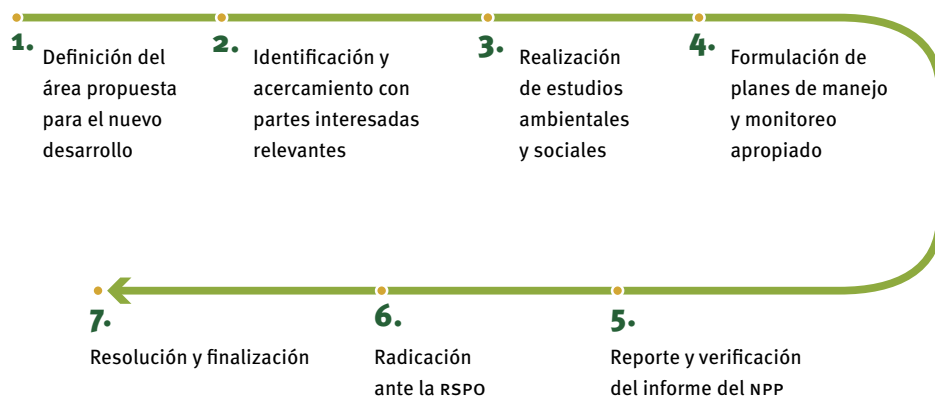 1.
Definición del
área propuesta
para el nuevo
desarrollo
2.
Identificación y
acercamiento con
partes interesadas
relevantes
3.
Realización
de estudios
ambientales
y sociales
4.
Formulación de
planes de manejo
y monitoreo
apropiado
5.
Reporte y verificación
del informe del NPP
6.
Radicación
ante la RSPO
7.
Resolución y finalización